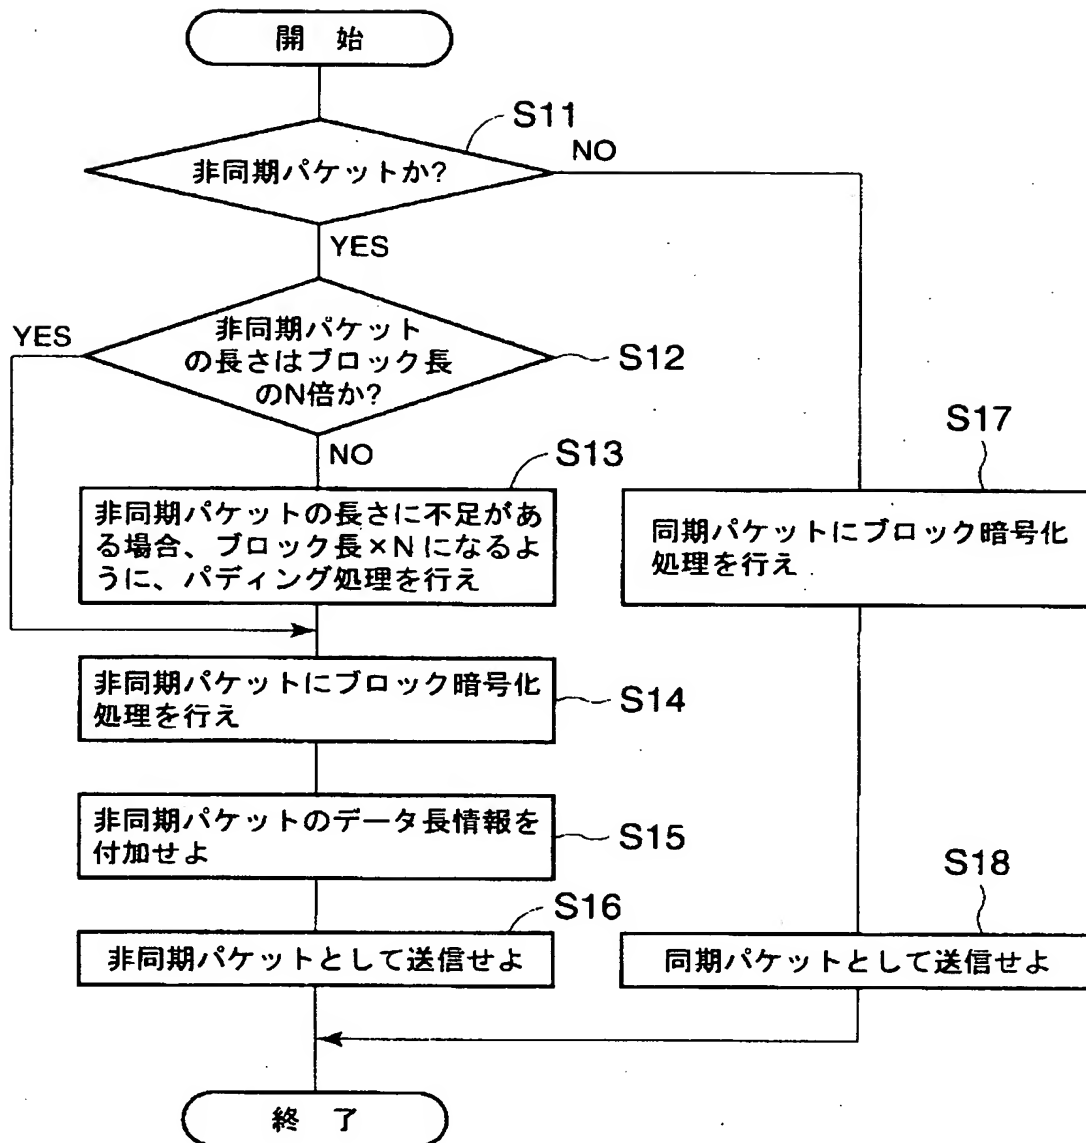 開 始
S11
非同期パケットか?
NO
YES
YES
非同期パケット
の長さはブロック長
のN倍か?
S12
NO
S13
非同期パケットの長さに不足があ
る場合、ブロック長×N になるよ
うに、パディング処理を行え
S17
同期パケットにブロック暗号化
処理を行え
非同期パケットにブロック暗号化
処理を行え
S14
非同期パケットのデータ長情報を
付加せよ
S15
S16
非同期パケットとして送信せよ
S18
同期パケットとして送信せよ
終 了